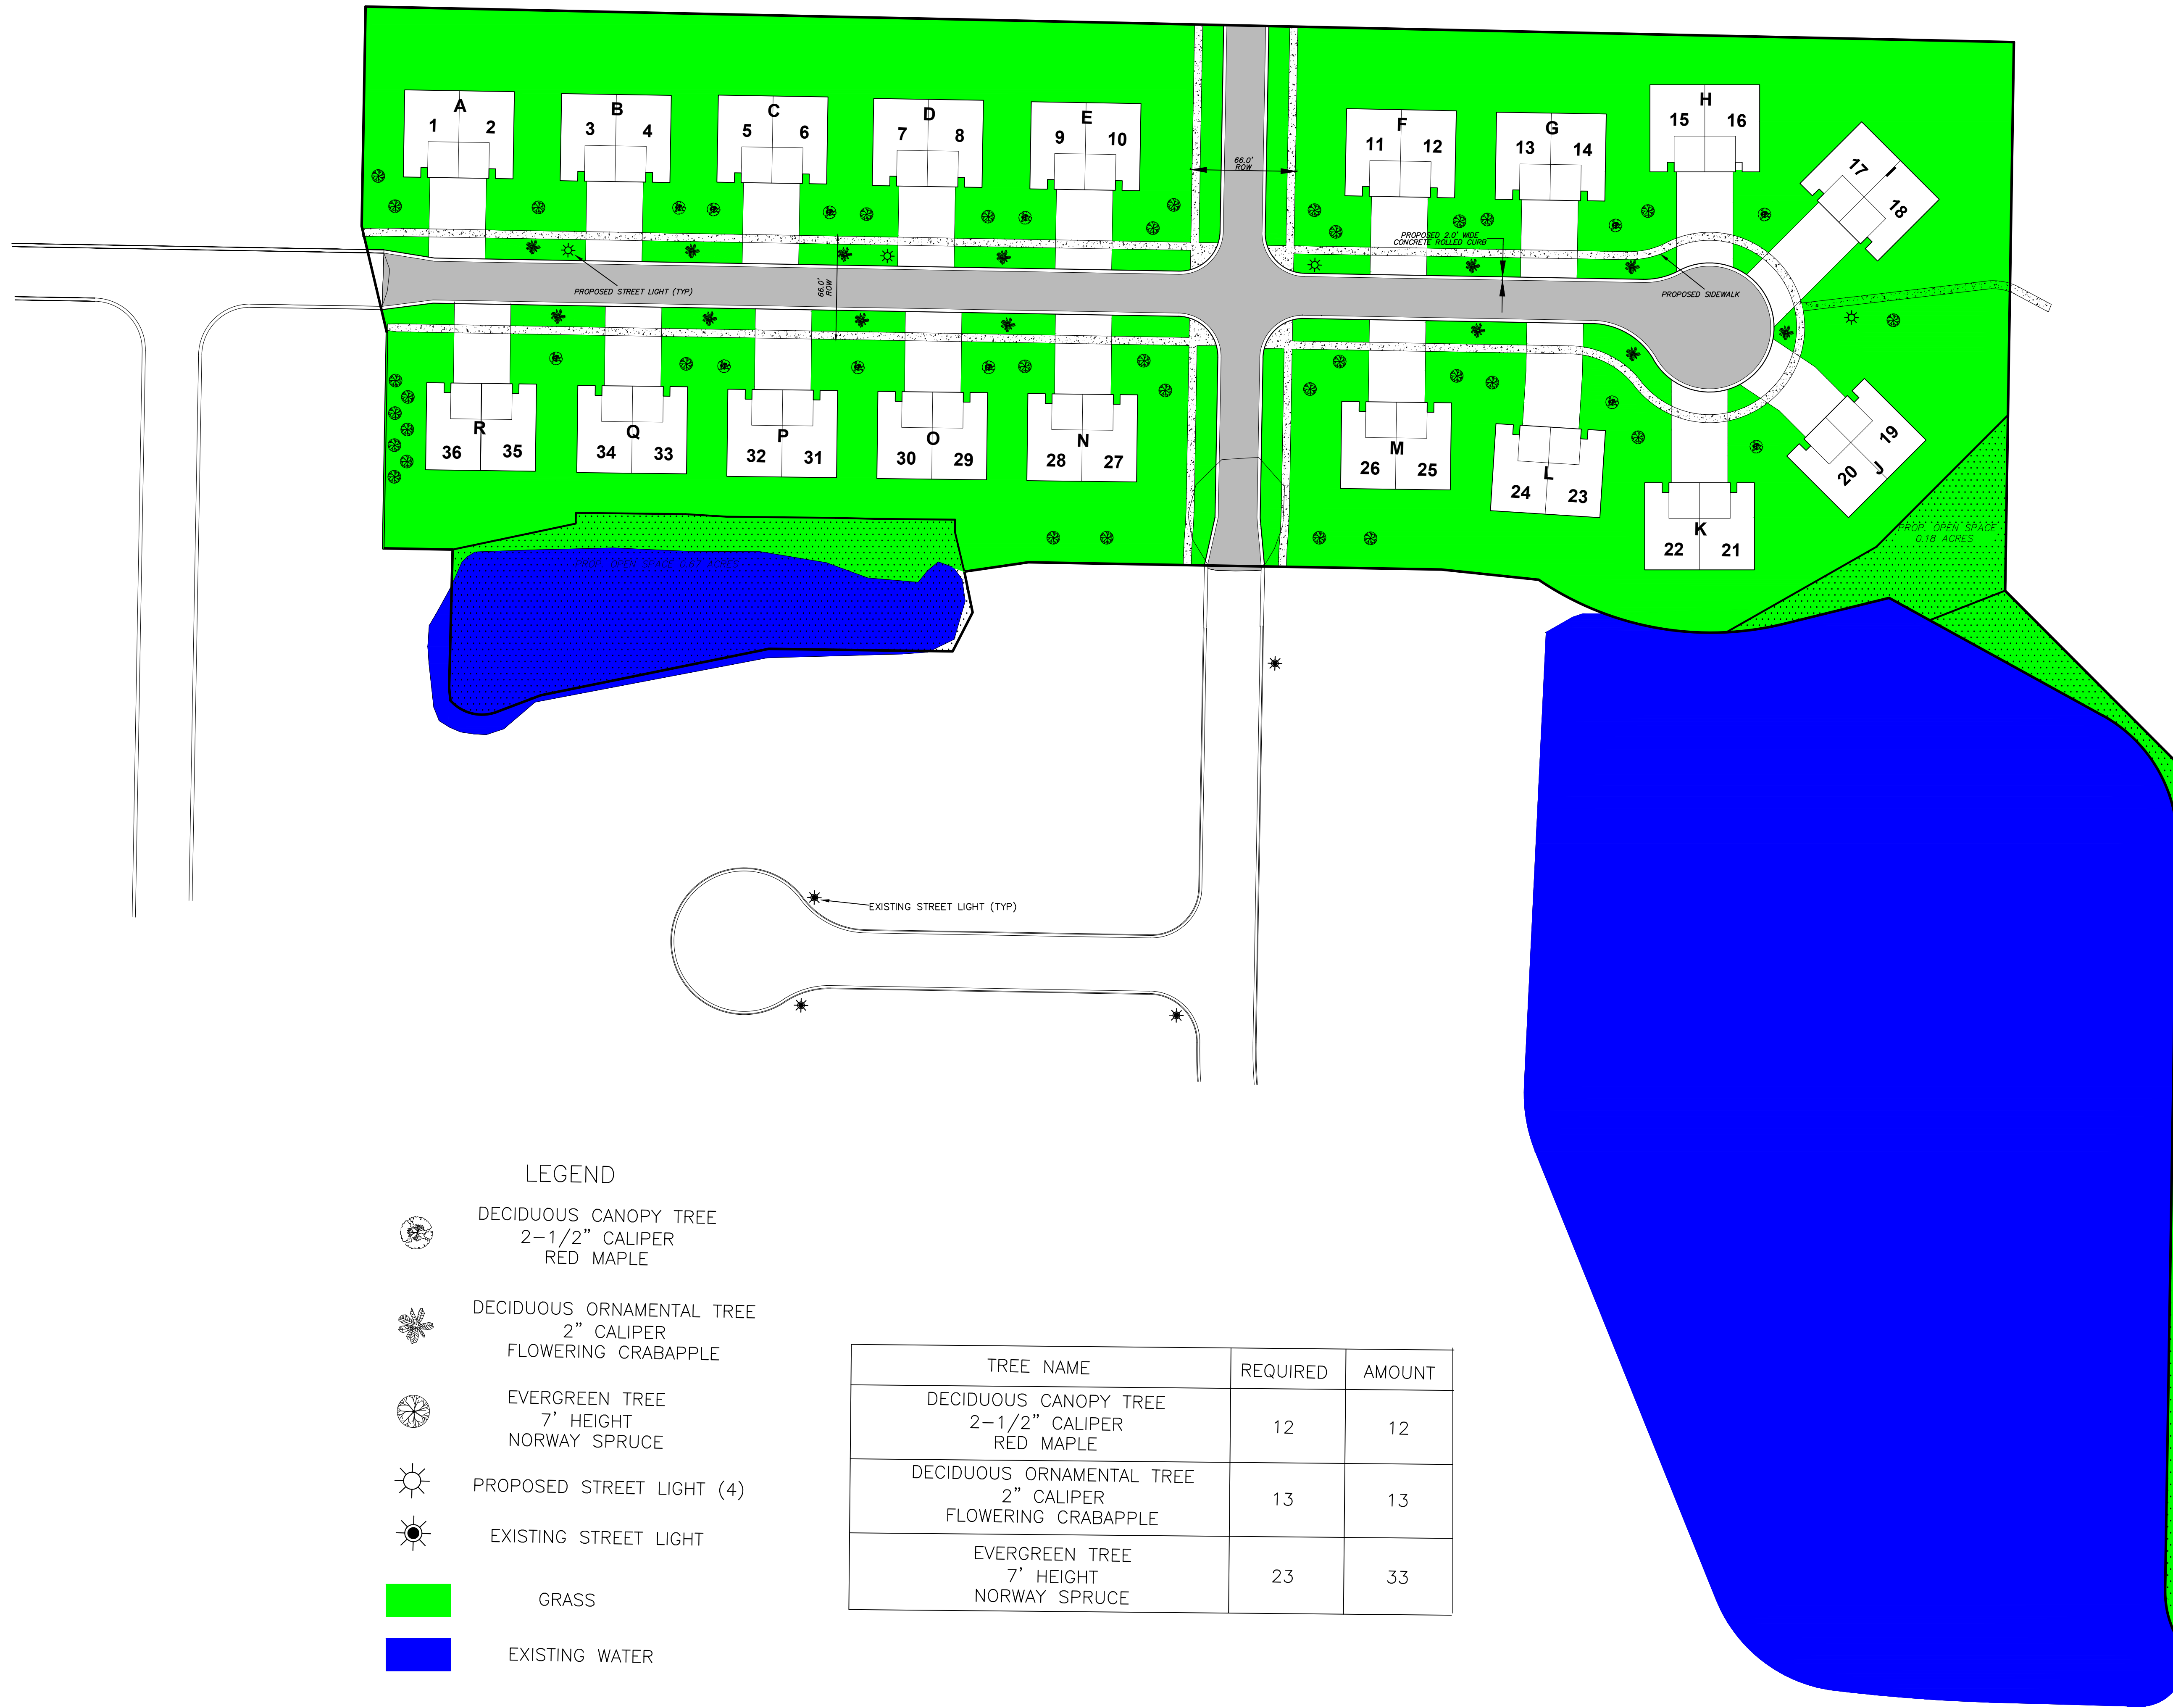 A
1 2
B
3 4
C
5 6
D
7 8
E
9 10
66.0'
ROW
F
11 12
G
13 14
H
15 16
17 I
18
PROPOSED 2.0' WIDE
CONCRETE ROLLED CURB
PROPOSED STREET LIGHT (TYP)
66.0'
ROW
PROPOSED SIDEWALK
R
36 35
Q
34 33
P
32 31
O
30 29
N
28 27
M
26 25
L
24 23
K
22 21
19
20 J
PROP. OPEN SPACE
0.18 ACRES
PROP. OPEN SPACE 0.67 ACRES
EXISTING STREET LIGHT (TYP)
LEGEND
DECIDUOUS CANOPY TREE
2-1/2" CALIPER
RED MAPLE
DECIDUOUS ORNAMENTAL TREE
2" CALIPER
FLOWERING CRABAPPLE
EVERGREEN TREE
7' HEIGHT
NORWAY SPRUCE
PROPOSED STREET LIGHT (4)
EXISTING STREET LIGHT
GRASS
EXISTING WATER
TREE NAME REQUIRED AMOUNT
DECIDUOUS CANOPY TREE
2-1/2" CALIPER 12 12
RED MAPLE
DECIDUOUS ORNAMENTAL TREE
2" CALIPER 13 13
FLOWERING CRABAPPLE
EVERGREEN TREE
7' HEIGHT 23 33
NORWAY SPRUCE